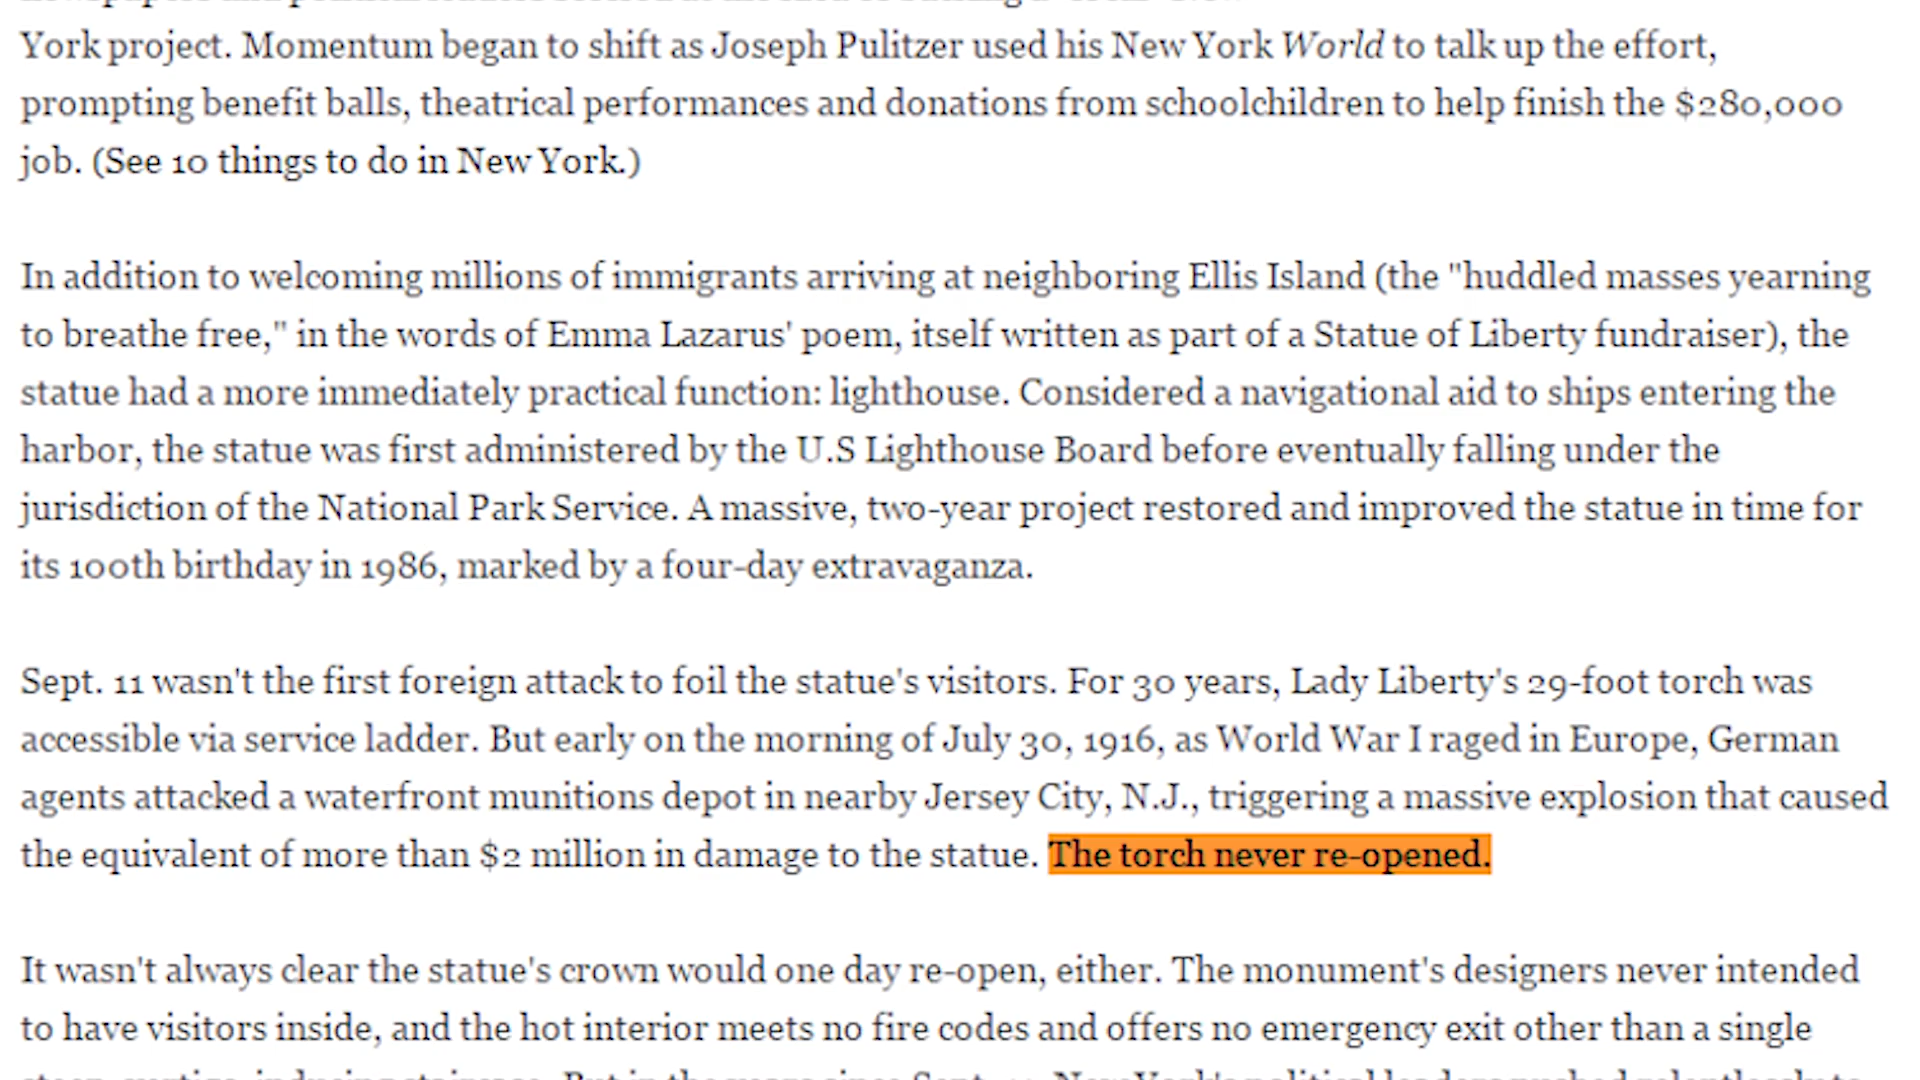 York project. Momentum began to shift as Joseph Pulitzer used his New York World to talk up the effort,
prompting benefit balls, theatrical performances and donations from schoolchildren to help finish the $280,000
job. (See 10 things to do in New York.)
In addition to welcoming millions of immigrants arriving at neighboring Ellis Island (the "huddled masses yearning
to breathe free," in the words of Emma Lazarus' poem, itself written as part of a Statue of Liberty fundraiser), the
statue had a more immediately practical function: lighthouse. Considered a navigational aid to ships entering the
harbor, the statue was first administered by the U.S Lighthouse Board before eventually falling under the
jurisdiction of the National Park Service. A massive, two-year project restored and improved the statue in time for
its 100th birthday in 1986, marked by a four-day extravaganza.
Sept. 11 wasn't the first foreign attack to foil the statue's visitors. For 30 years, Lady Liberty's 29-foot torch was
accessible via service ladder. But early on the morning of July 30, 1916, as World War I raged in Europe, German
agents attacked a waterfront munitions depot in nearby Jersey City, N.J., triggering a massive explosion that caused
the equivalent of more than $2 million in damage to the statue. The torch never re-opened.
It wasn't always clear the statue's crown would one day re-open, either. The monument's designers never intended
to have visitors inside, and the hot interior meets no fire codes and offers no emergency exit other than a single